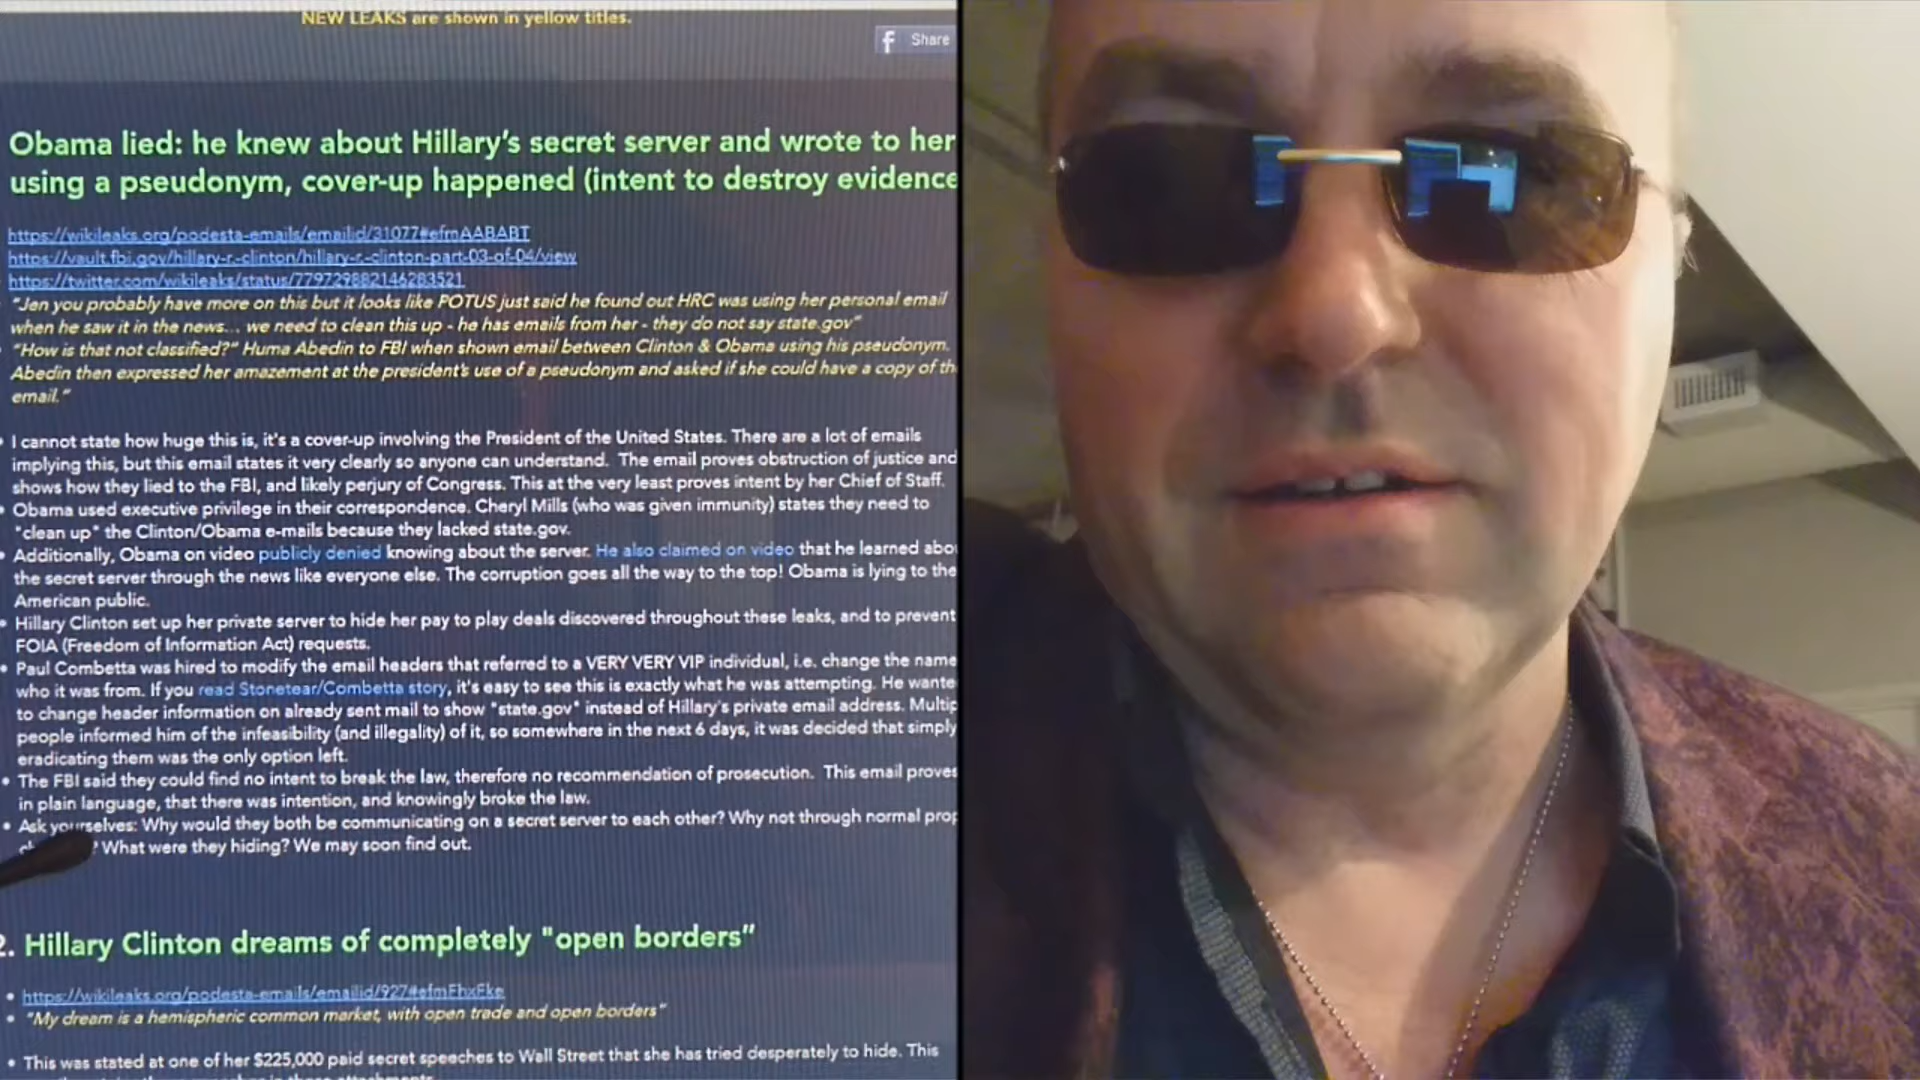 NEW LEAKS are shown in yellow titles.
f Share
Obama lied: he knew about Hillary's secret server and wrote to her
using a pseudonym, cover-up happened (intent to destroy evidence
https://wikileaks.org/podesta-emails/emailid/31077#efmAABABT
https://vault.fbi.gov/hillary-r.-clinton/hillary-r.-clinton-part-03-of-04/view
https://twitter.com/wikileaks/status/779729882146283521
"Jen you probably have more on this but it looks like POTUS just said he found out HRC was using her personal email
when he saw it in the news... we need to clean this up - he has emails from her - they do not say state.gov"
"How is that not classified?" Huma Abedin to FBI when shown email between Clinton & Obama using his pseudonym.
Abedin then expressed her amazement at the president's use of a pseudonym and asked if she could have a copy of th
email."
• I cannot state how huge this is, it's a cover-up involving the President of the United States. There are a lot of emails
implying this, but this email states it very clearly so anyone can understand. The email proves obstruction of justice and
shows how they lied to the FBI, and likely perjury of Congress. This at the very least proves intent by her Chief of Staff.
• Obama used executive privilege in their correspondence. Cheryl Mills (who was given immunity) states they need to
*clean up* the Clinton/Obama e-mails because they lacked state.gov.
• Additionally, Obama on video publicly denied knowing about the server. He also claimed on video that he learned abo
the secret server through the news like everyone else. The corruption goes all the way to the top! Obama is lying to the
American public.
• Hillary Clinton set up her private server to hide her pay to play deals discovered throughout these leaks, and to prevent
FOIA (Freedom of Information Act) requests.
• Paul Combetta was hired to modify the email headers that referred to a VERY VERY VIP individual, i.e. change the name
who it was from. If you read Stonetear/Combetta story, it's easy to see this is exactly what he was attempting. He wante
to change header information on already sent mail to show "state.gov" instead of Hillary's private email address. Multip
people informed him of the infeasibility (and illegality) of it, so somewhere in the next 6 days, it was decided that simply
eradicating them was the only option left.
• The FBI said they could find no intent to break the law, therefore no recommendation of prosecution. This email proves
in plain language, that there was intention, and knowingly broke the law.
• Ask yourselves: Why would they both be communicating on a secret server to each other? Why not through normal prop
? What were they hiding? We may soon find out.
2. Hillary Clinton dreams of completely "open borders"
• https://wikileaks.org/podesta-emails/emailid/927#efmFhxFke
• "My dream is a hemispheric common market, with open trade and open borders"
• This was stated at one of her $225,000 paid secret speeches to Wall Street that she has tried desperately to hide. This